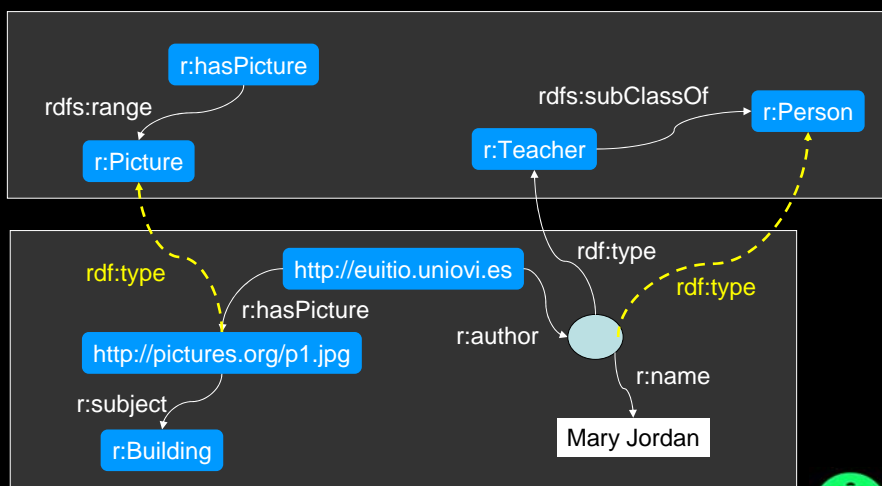 r:hasPicture
rdfs:range
rdfs:subClassOf
r:Person
r:Picture
r:Teacher
rdf:type
http://euitio.uniovi.es
rdf:type
rdf:type
r:hasPicture
r:author
http://pictures.org/p1.jpg
r:name
r:subject
r:Building
Mary Jordan